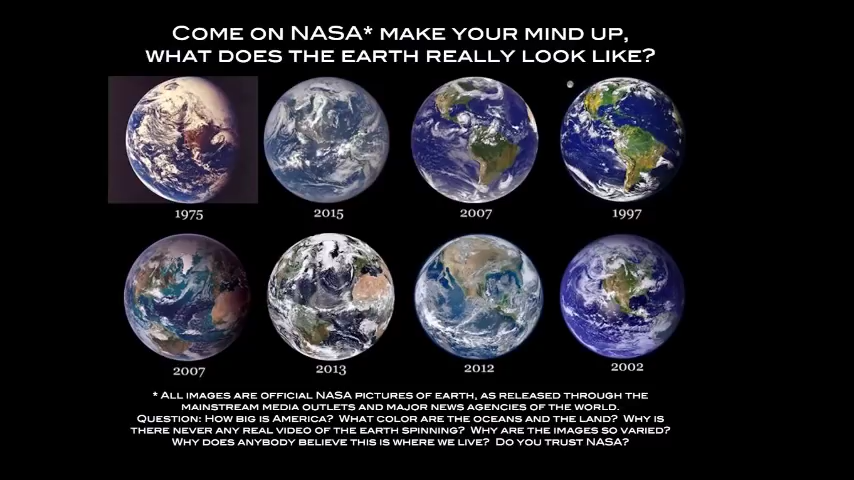 COME ON NASA* MAKE YOUR MIND UP,
WHAT DOES THE EARTH REALLY LOOK LIKE?
1975
2015
2007
1997
2007
2013
2012
2002
* ALL IMAGES ARE OFFICIAL NASA PICTURES OF EARTH, AS RELEASED THROUGH THE
MAINSTREAM MEDIA OUTLETS AND MAJOR NEWS AGENCIES OF THE WORLD.
QUESTION: HOW BIG IS AMERICA? WHAT COLOR ARE THE OCEANS AND THE LAND? WHY IS
THERE NEVER ANY REAL VIDEO OF THE EARTH SPINNING? WHY ARE THE IMAGES SO VARIED?
WHY DOES ANYBODY BELIEVE THIS IS WHERE WE LIVE? DO YOU TRUST NASA?